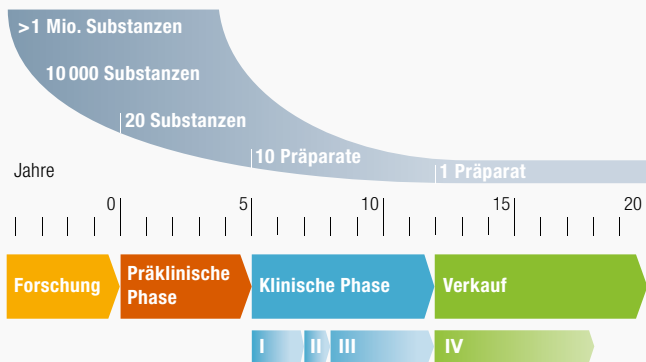 >1 Mio. Substanzen
10 000 Substanzen
20 Substanzen
10 Präparate
1 Präparat
Jahre
0 5 10 15 20
Forschung
Präklinische
Phase
Klinische Phase
Verkauf
I II III IV